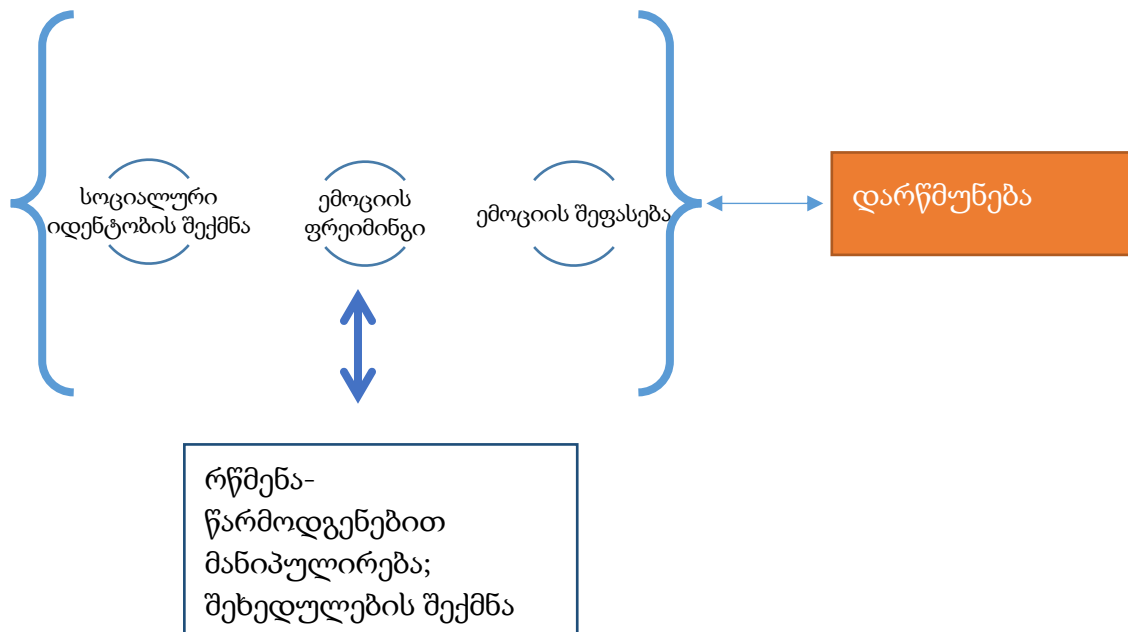 სოციალური
იდენტობის შექმნა
ემოციის
ფრეიმინგი
ემოციის შეფასება
დარწმუნება
რწმენა-
წარმოდგენებით
მანიპულირება;
შეხედულების შექმნა